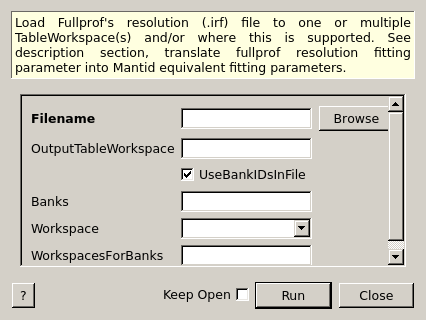 Load Fullprof's resolution (.irf) file to one or multiple
TableWorkspace(s) and/or where this is supported. See
description section, translate fullprof resolution fitting
parameter into Mantid equivalent fitting parameters.
Filename Browse
OutputTableWorkspace
UseBankIDsInFile
Banks
Workspace
WorkspacesForBanks
? Keep Open Run Close